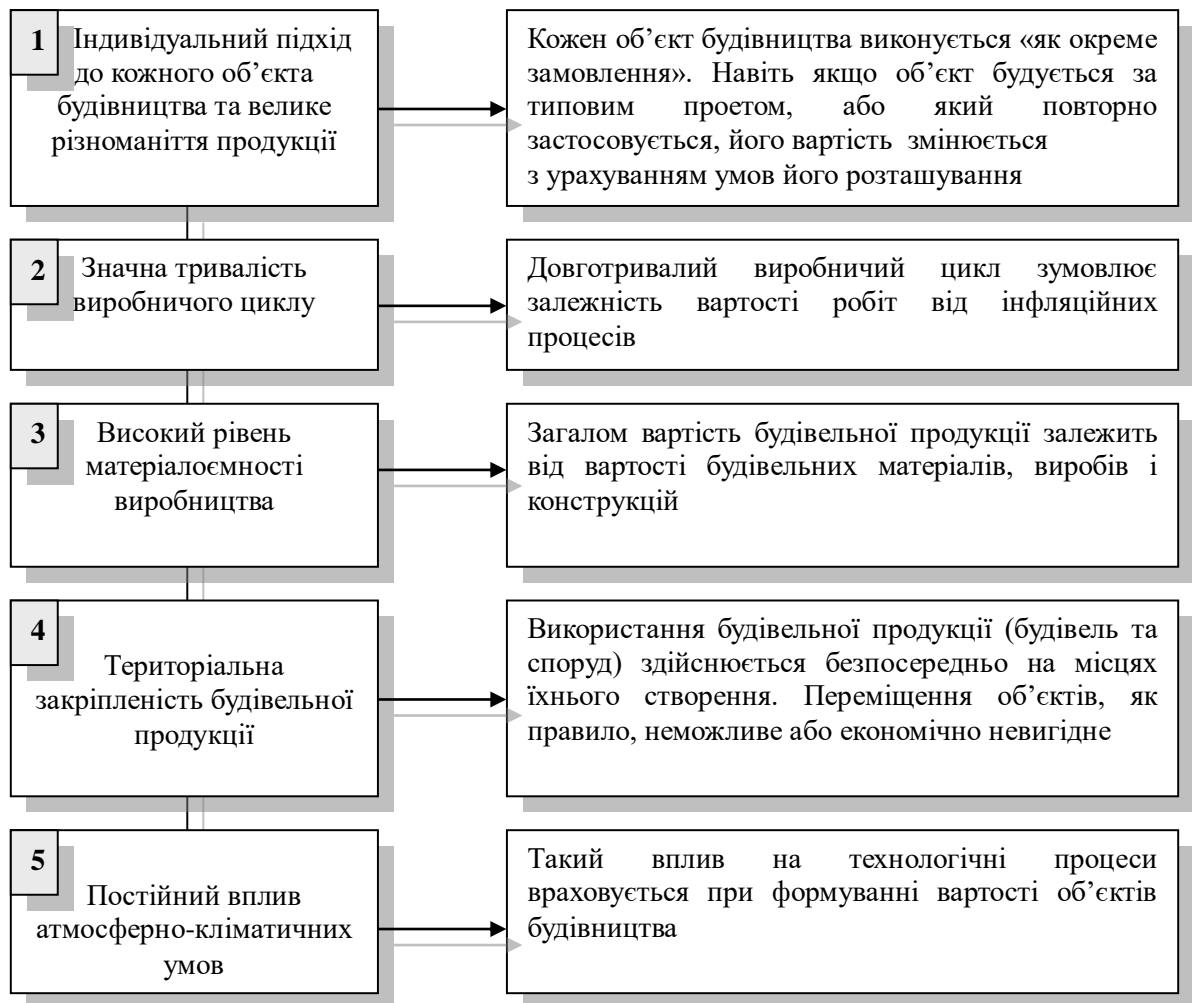 1
Індивідуальний підхід
до кожного об’єкта
будівництва та велике
різноманіття продукції
Кожен об’єкт будівництва виконується «як окреме
замовлення». Навіть якщо об’єкт будується за
типовим проетом, або який повторно
застосовується, його вартість змінюється
з урахуванням умов його розташування
2
Значна тривалість
виробничого циклу
Довготривалий виробничий цикл зумовлює
залежність вартості робіт від інфляційних
процесів
3
Високий рівень
матеріалоємності
виробництва
Загалом вартість будівельної продукції залежить
від вартості будівельних матеріалів, виробів і
конструкцій
4
Територіальна
закріпленість будівельної
продукції
Використання будівельної продукції (будівель та
споруд) здійснюється безпосередньо на місцях
їхнього створення. Переміщення об’єктів, як
правило, неможливе або економічно невигідне
5
Постійний вплив
атмосферно-кліматичних
умов
Такий вплив на технологічні процеси
враховується при формуванні вартості об’єктів
будівництва